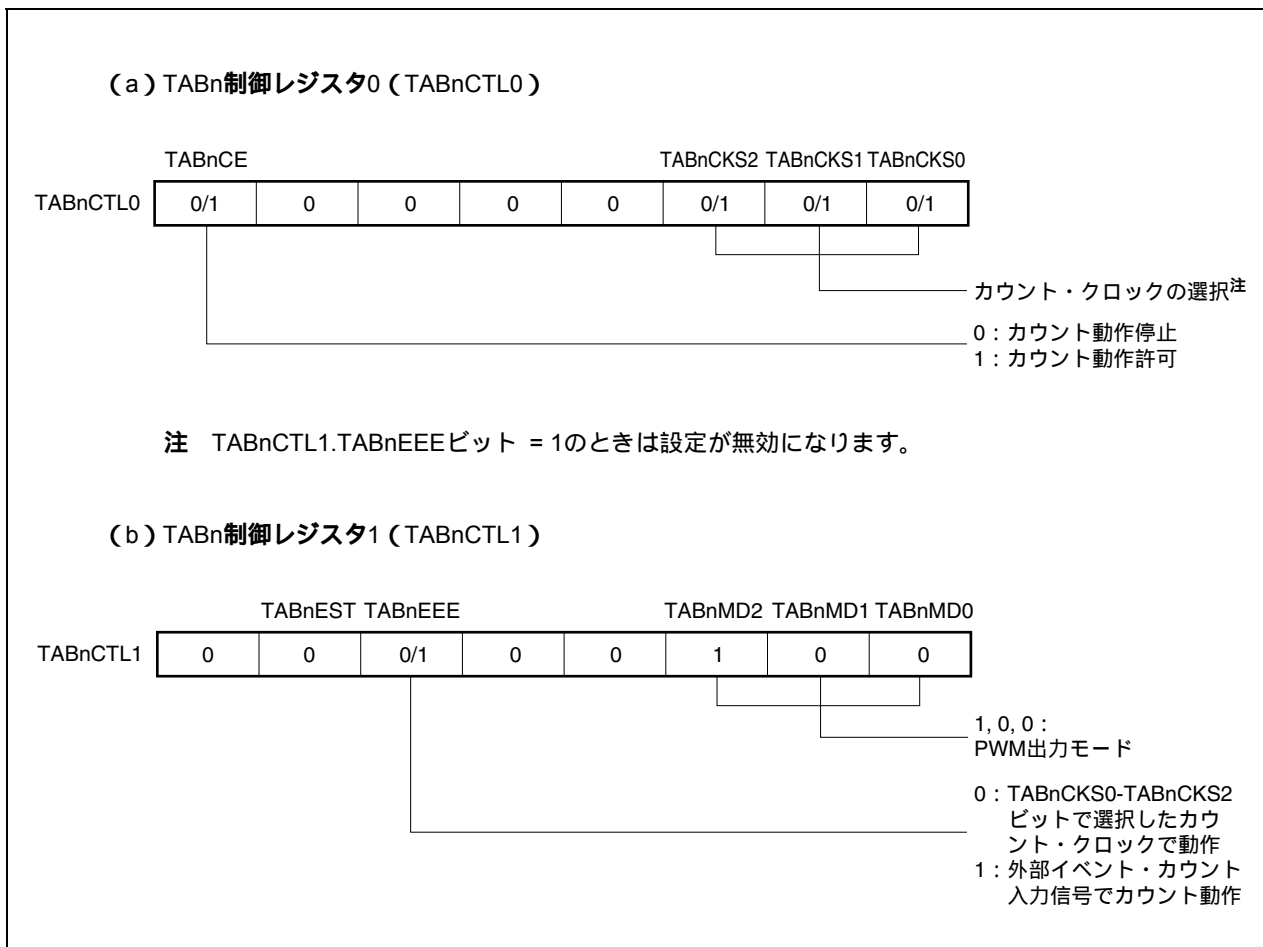 (a)TABn制御レジスタ0(TABnCTL0)
TABnCE TABnCKS2 TABnCKS1 TABnCKS0
TABnCTL0 0/1 0 0 0 0 0/1 0/1 0/1
カウント・クロックの選択注
0:カウント動作停止
1:カウント動作許可
注 TABnCTL1.TABnEEEビット = 1のときは設定が無効になります。
(b)TABn制御レジスタ1(TABnCTL1)
TABnEST TABnEEE TABnMD2 TABnMD1 TABnMD0
TABnCTL1 0 0 0/1 0 0 1 0 0
1, 0, 0:
PWM出力モード
0:TABnCKS0-TABnCKS2
ビットで選択したカウ
ント・クロックで動作
1:外部イベント・カウント
入力信号でカウント動作